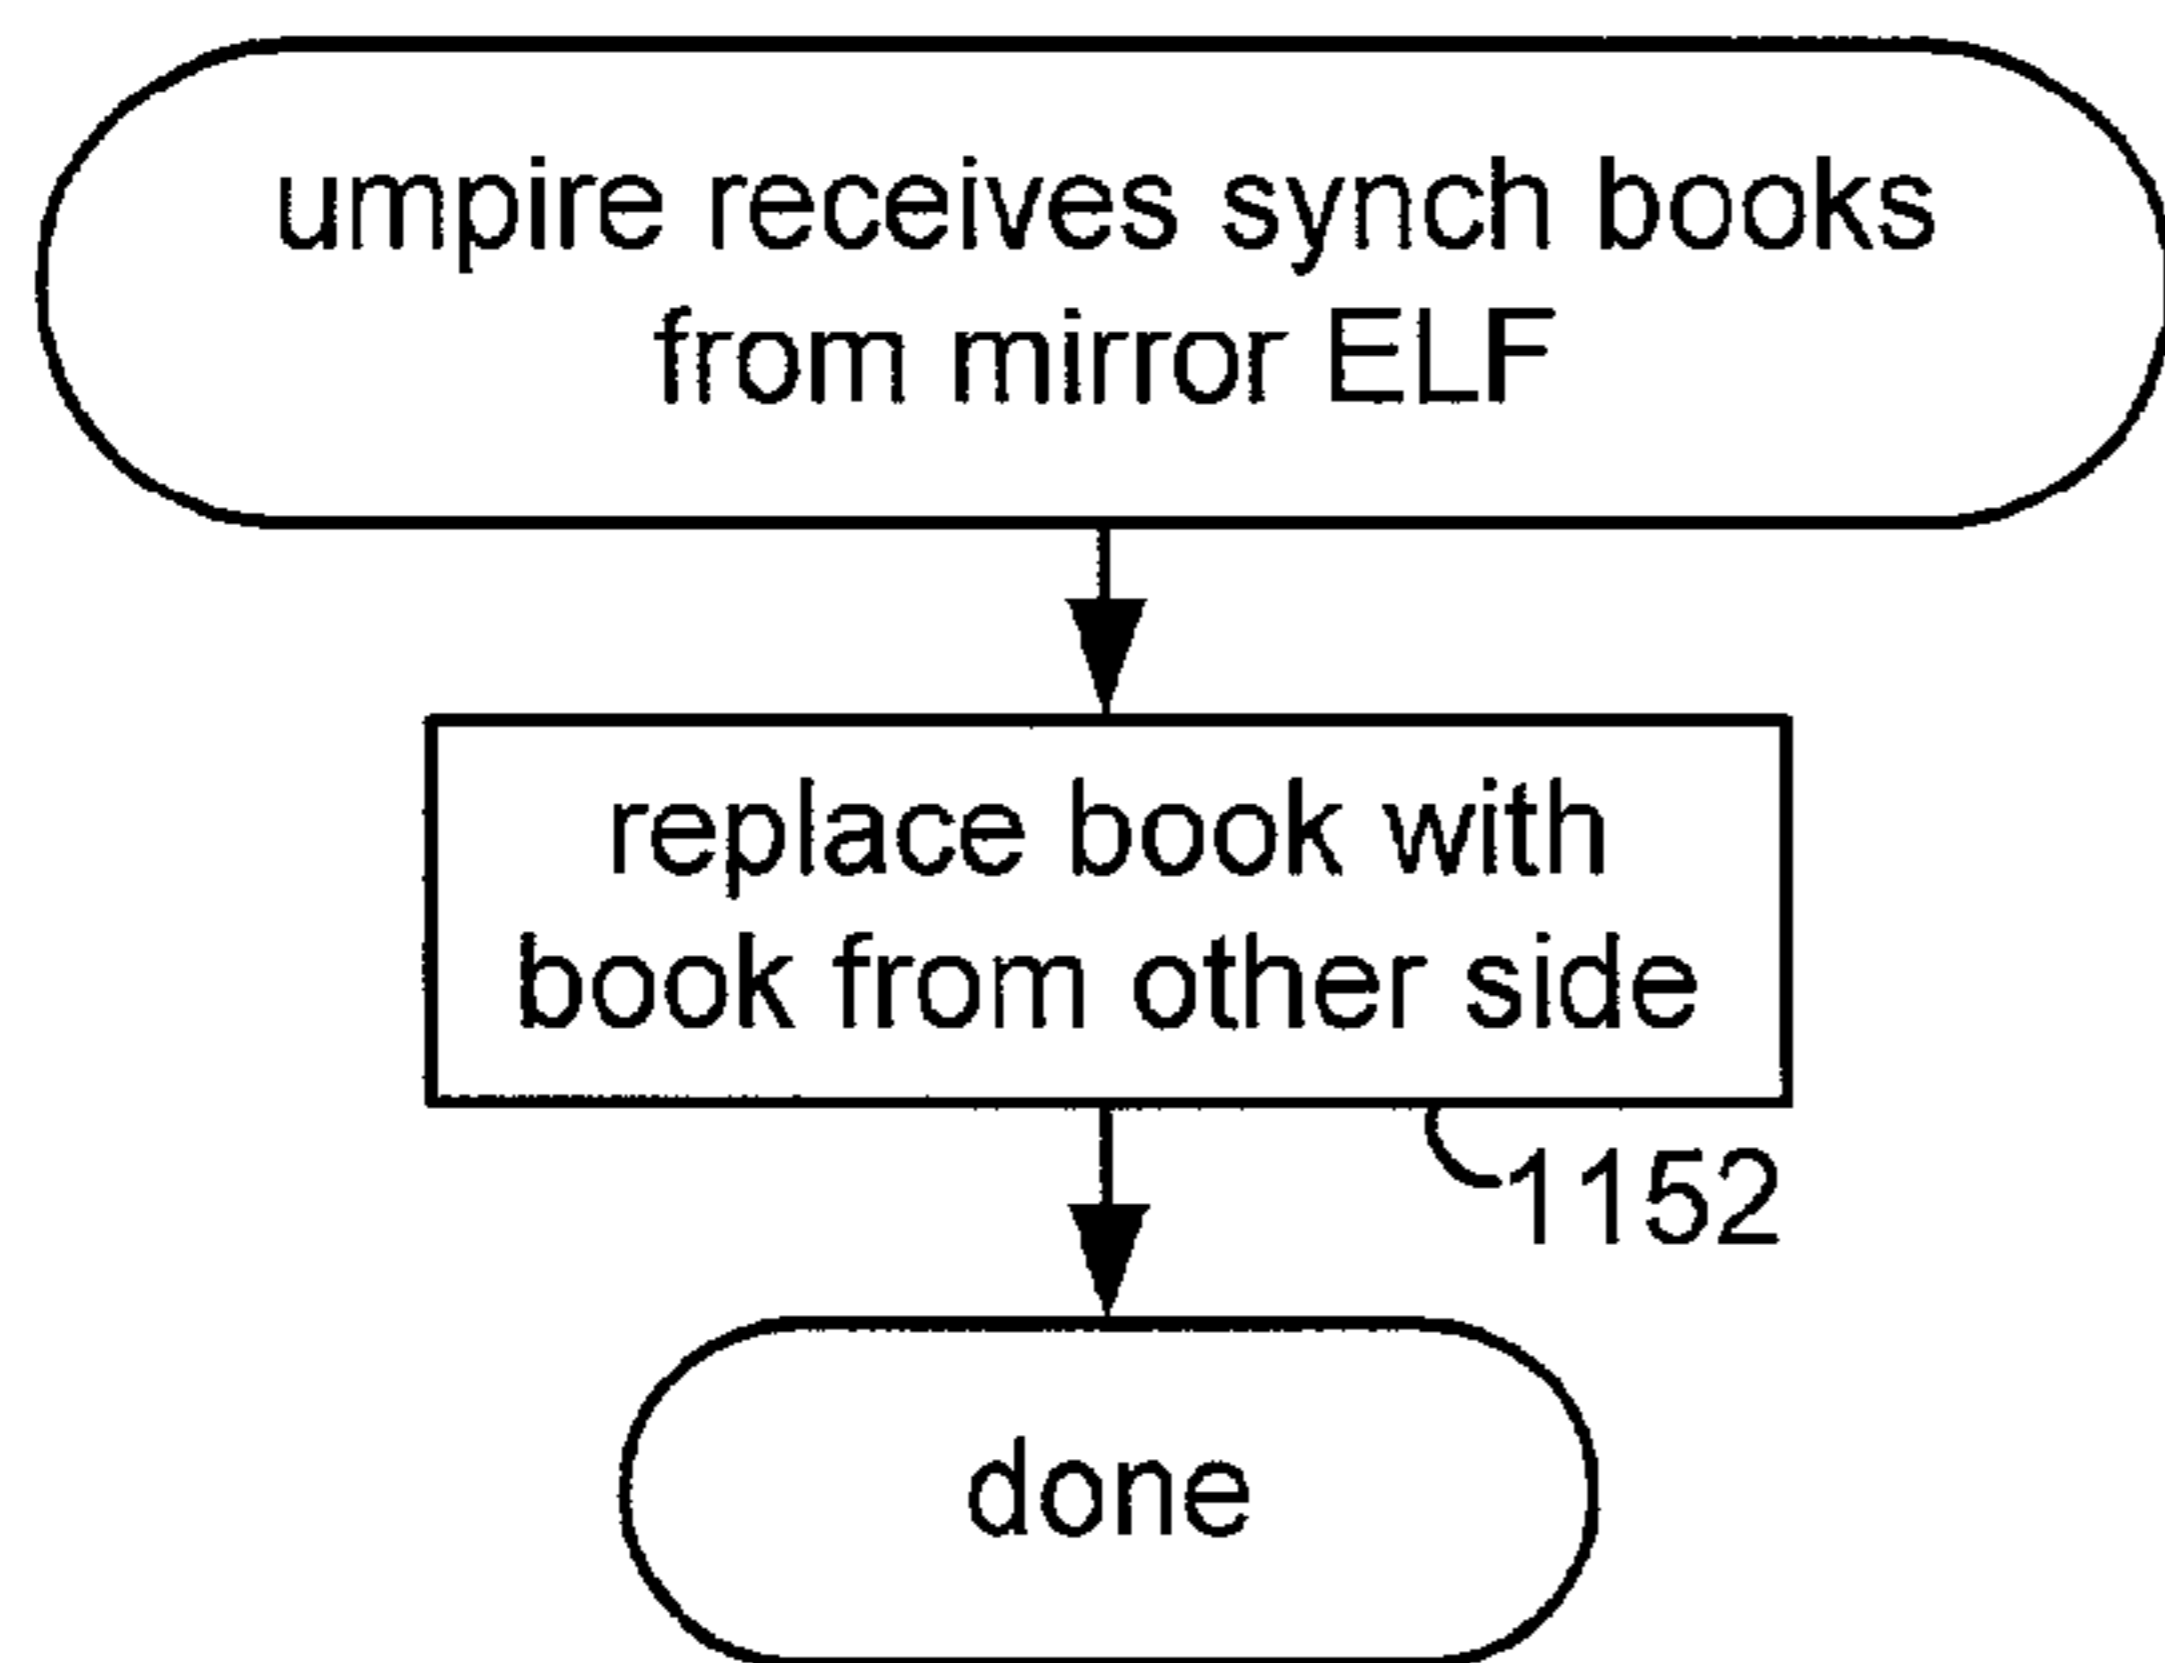 umpire receives synch books
from mirror ELF
replace book with
book from other side
1152
done